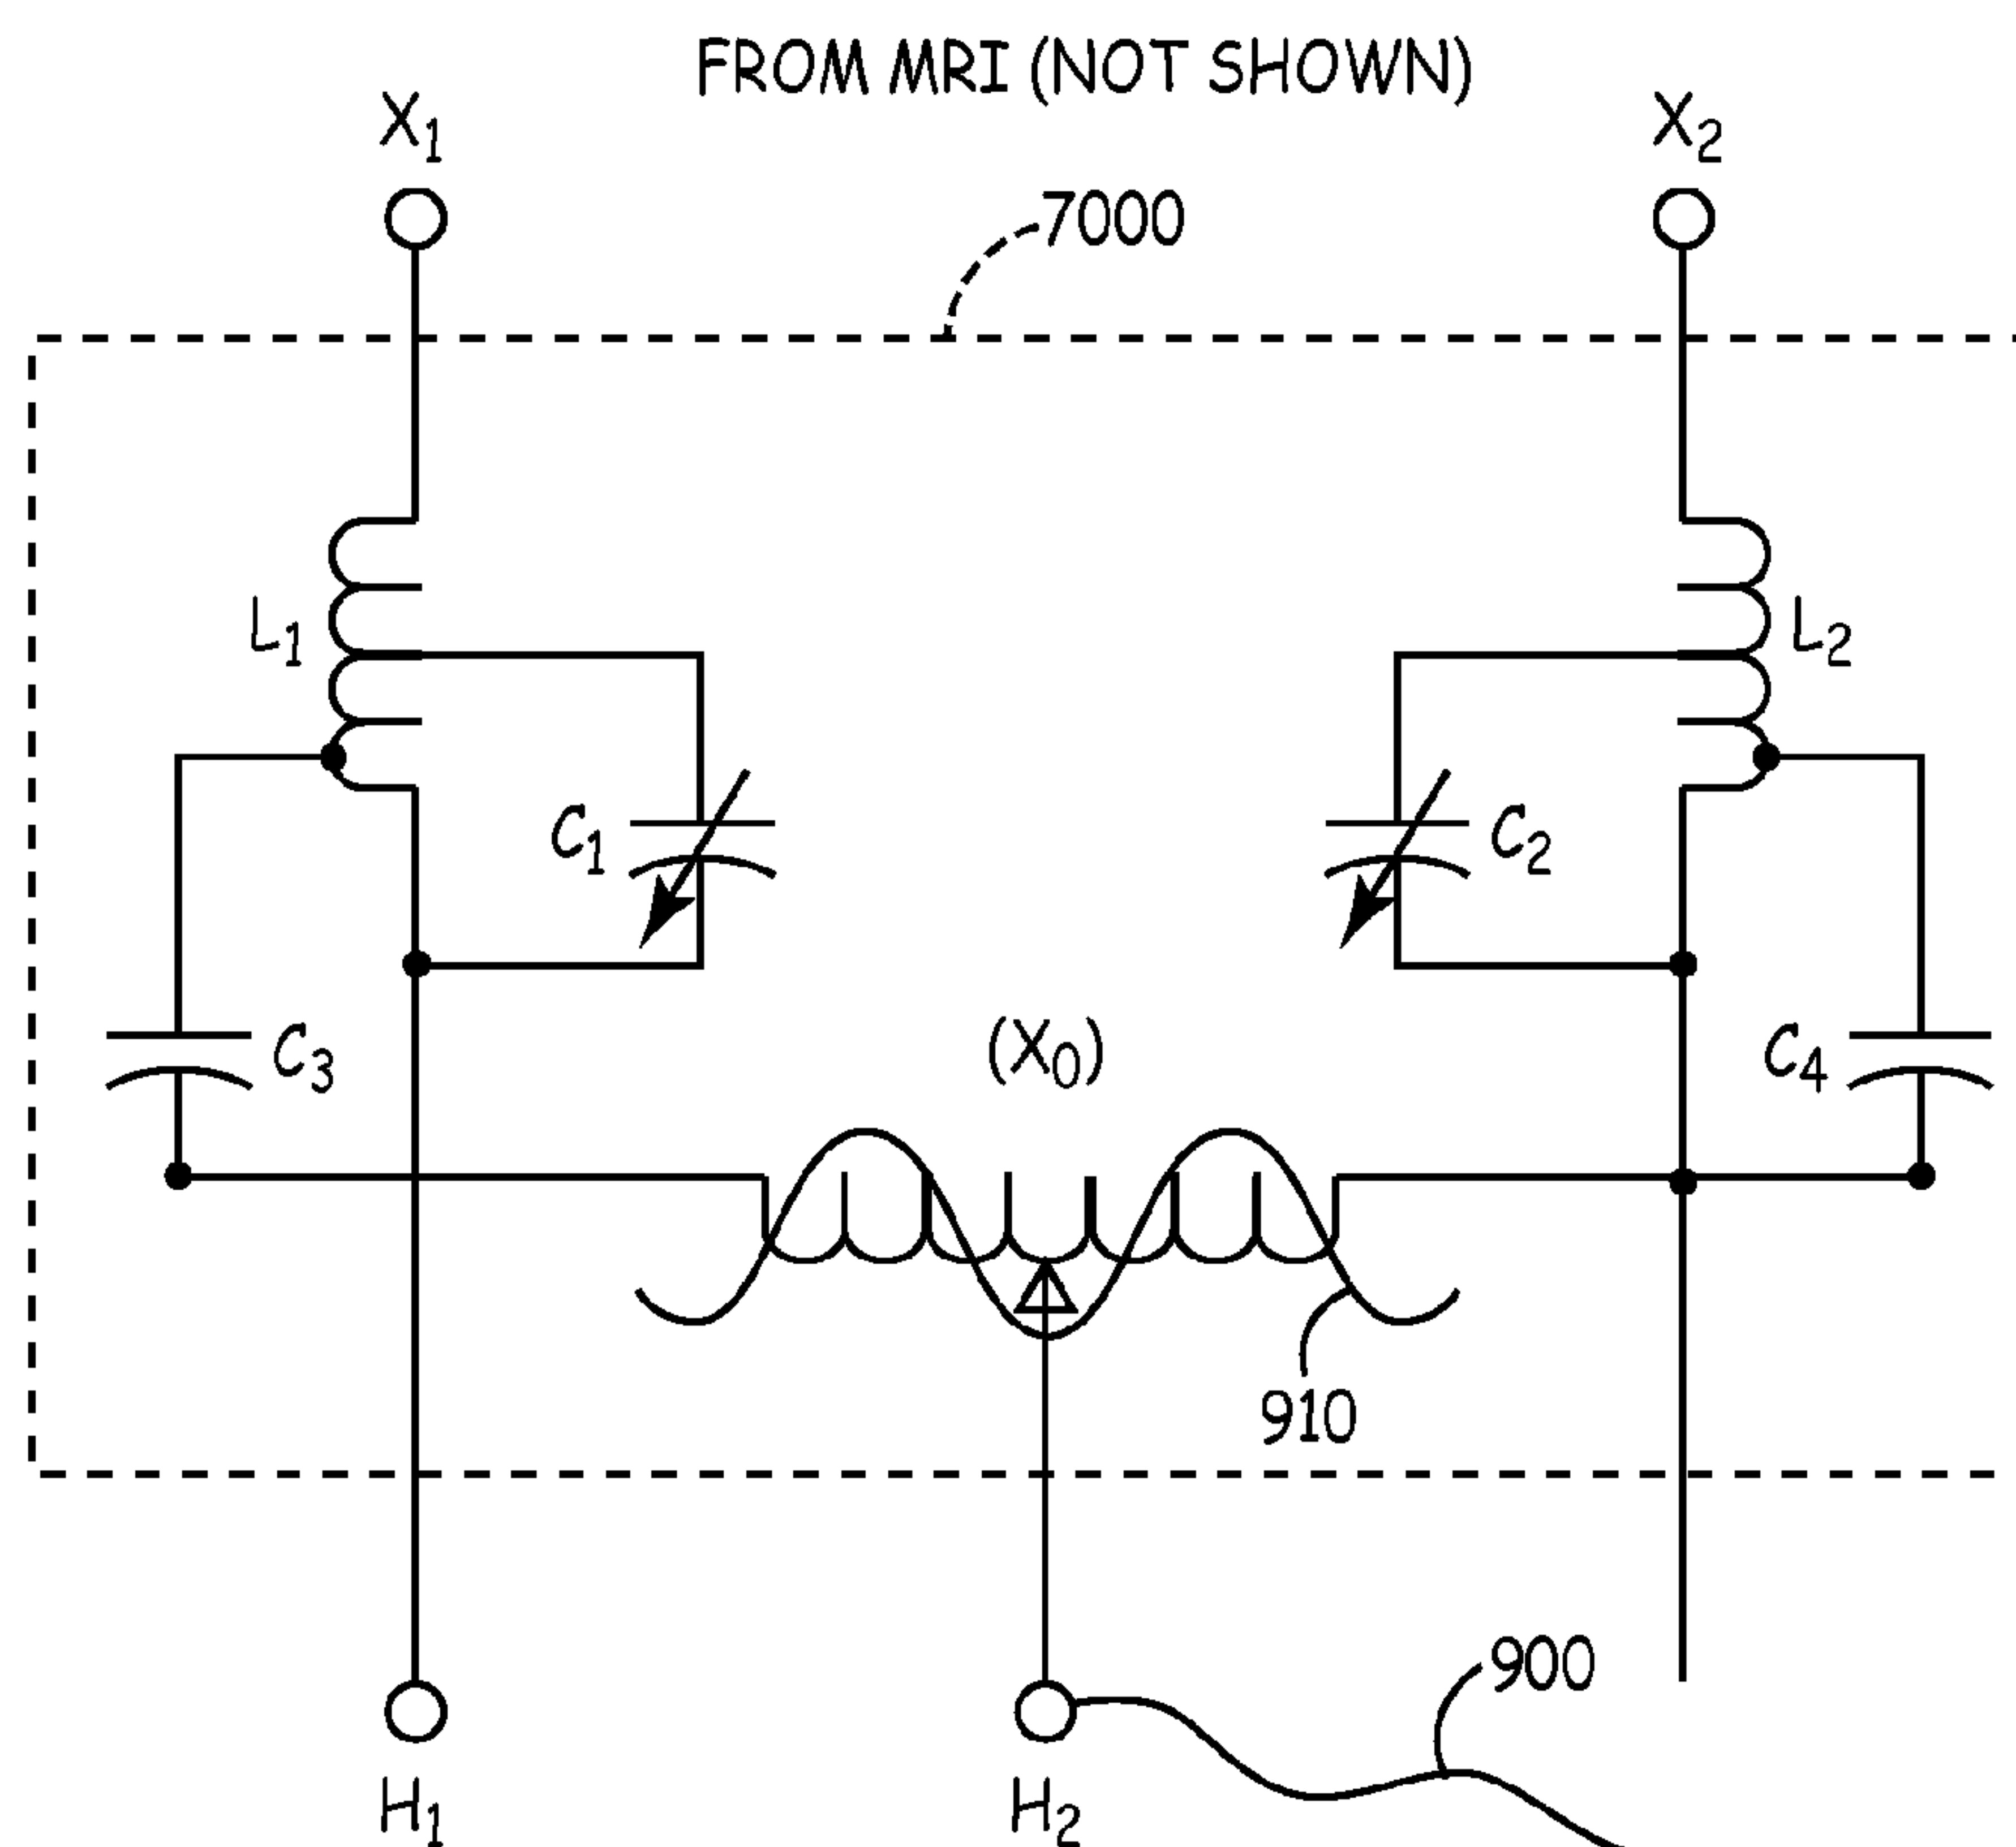 FROM MRI (NOT SHOWN)
X1
X2
7000
L1
L2
C1
C2
C3
(X0)
C4
910
900
H1
H2